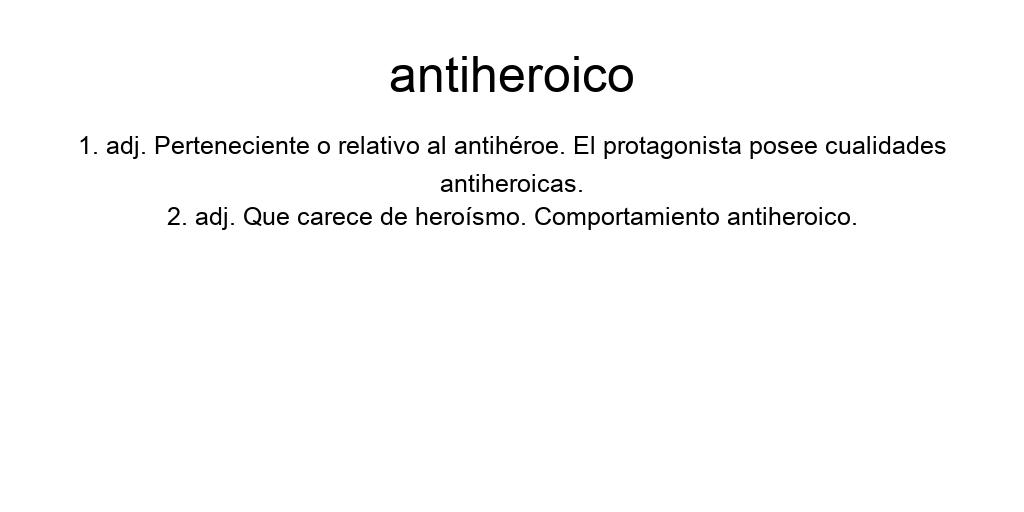 antiheroico
1. adj. Perteneciente o relativo al antihéroe. El protagonista posee cualidades
antiheroicas.
2. adj. Que carece de heroísmo. Comportamiento antiheroico.